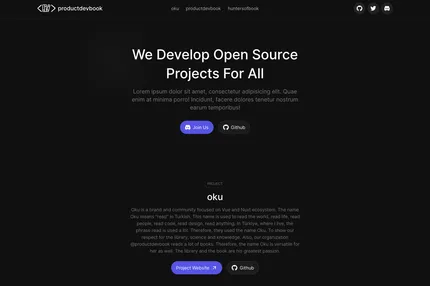 productdevbook
oku productdevbook huntersofbook
We Develop Open Source
Projects For All
Lorem ipsum dolor sit amet, consectetur adipisicing elit. Quae
enim at minima porro! Incidunt, facere dolores tenetur nostrum
earum temporibus!
Join Us
Github
PROJECT
oku
Oku is a brand and community focused on Vue and Nuxt ecosystem. The name
Oku means "read" is Turkish. This name is used to read the world, read life, read
people, read code, read design, read anything. In Türkiye, where I live, the
phrase read is used a lot. Therefore, they used the name Oku. To show our
respect for the library, science and knowledge. Also, our organization
@productdevbook reads a lot of books. Therefore, the name Oku is valuable for
her as well. The library and the book are my greatest passion.
Project Website
Github